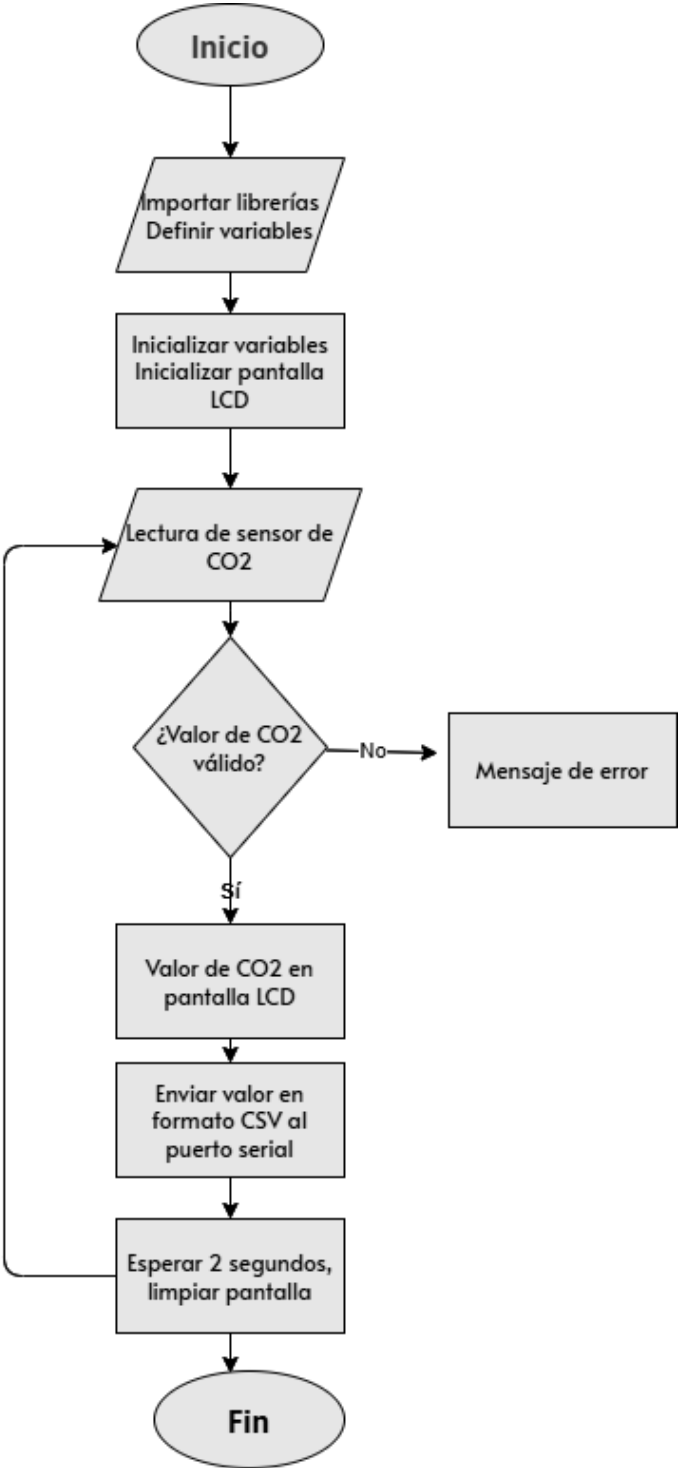 Inicio
Importar librerías
Definir variables
Inicializar variables
Inicializar pantalla
LCD
Lectura de sensor de
CO2
¿Valor de CO2
válido?
No
Mensaje de error
Sí
Valor de CO2 en
pantalla LCD
Enviar valor en
formato CSV al
puerto serial
Esperar 2 segundos,
limpiar pantalla
Fin